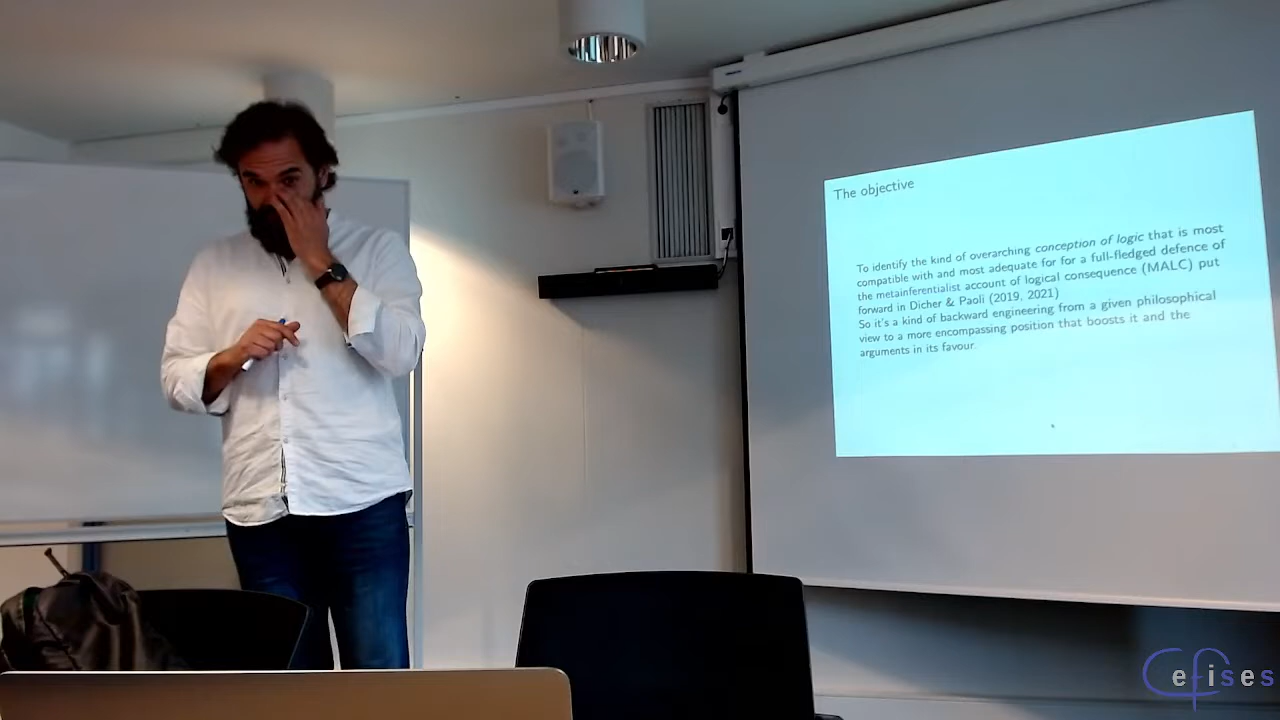 The objective
To identify the kind of overarching conception of logic that is most
compatible with and most adequate for for a full-fledged defence of
the metainferentialist account of logical consequence (MALC) put
forward in Dicher & Paoli (2019, 2021)
So it's a kind of backward engineering from a given philosophical
view to a more encompassing position that boosts it and the
arguments in its favour.
Cefises